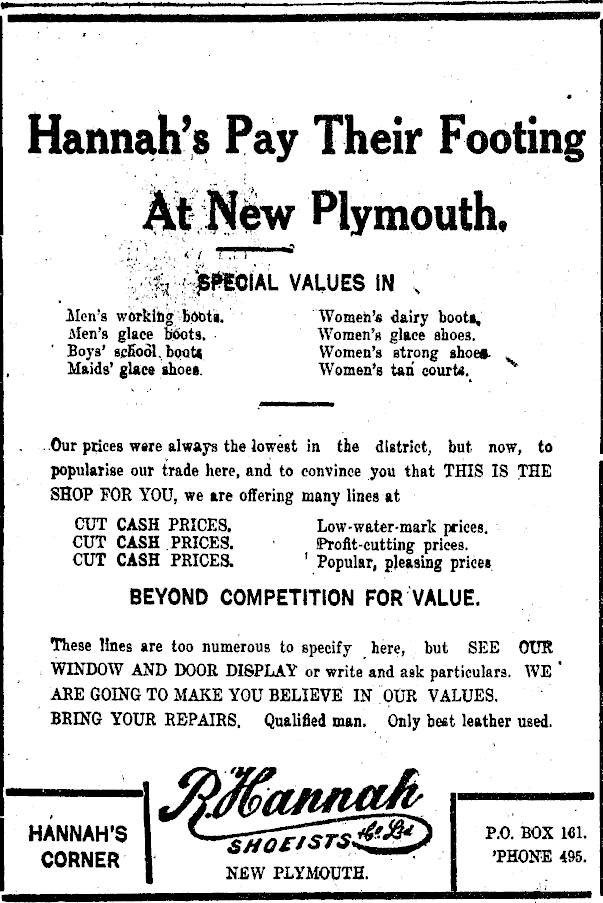 Hannah's Pay Their Footing
At New Plymouth.
SPECIAL VALUES IN
Men's working boots.
Men's glace boots.
Boys' school boots
Maids' glace shoes.
Women's dairy boots,
Women's glace shoes.
Women's strong shoes.
Women's tan courts.
Our prices were always the lowest in the district, but now, to
popularise our trade here, and to convince you that THIS IS THE
SHOP FOR YOU, we are offering many lines at
CUT CASH PRICES.
CUT CASH PRICES.
CUT CASH PRICES.
Low-water-mark prices.
Profit-cutting prices.
Popular, pleasing prices
BEYOND COMPETITION FOR VALUE.
These lines are too numerous to specify here, but SEE OUR
WINDOW AND DOOR DISPLAY or write and ask particulars. WE
ARE GOING TO MAKE YOU BELIEVE IN OUR VALUES.
BRING YOUR REPAIRS. Qualified man. Only best leather used.
HANNAH'S
CORNER
R. Hannah
SHOEISTS & Co. Ltd
NEW PLYMOUTH.
P.O. BOX 161.
'PHONE 495.